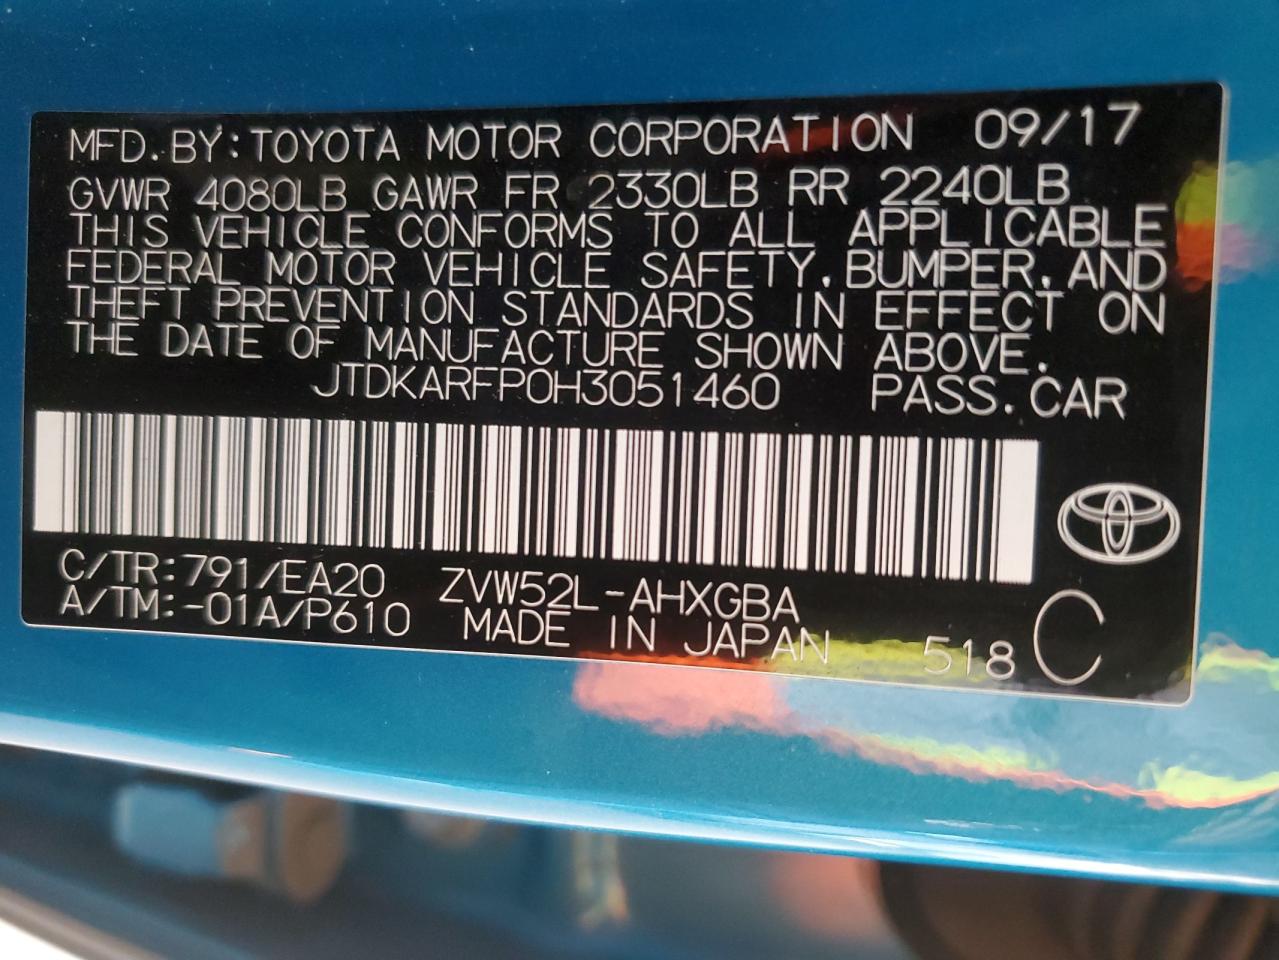 MFD. BY: TOYOTA MOTOR CORPORATION 09/17
GVWR 4080LB GAWR FR 2330LB RR 2240LB
THIS VEHICLE CONFORMS TO ALL APPLICABLE
FEDERAL MOTOR VEHICLE SAFETY, BUMPER, AND
THEFT PREVENTION STANDARDS IN EFFECT ON
THE DATE OF MANUFACTURE SHOWN ABOVE.
JTDKARFP0H3051460 PASS. CAR
C/TR: 791/EA20 ZVW52L-AHXGBA
A/TM: -01A/P610 MADE IN JAPAN 518 C